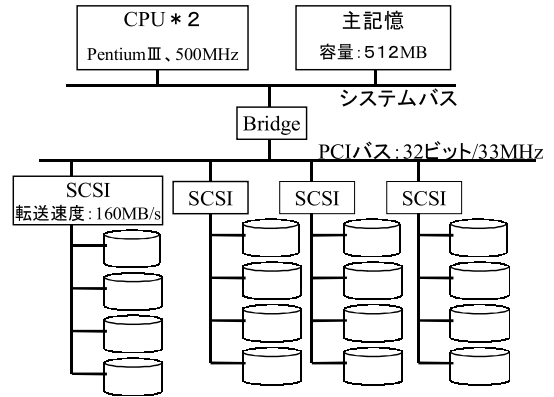 CPU＊２
PentiumⅢ、500MHz
主記憶
容量：５１２MB
システムバス
Bridge
PCIバス：32ビット/33MHz
SCSI
転送速度：160MB/s
SCSI
SCSI
SCSI